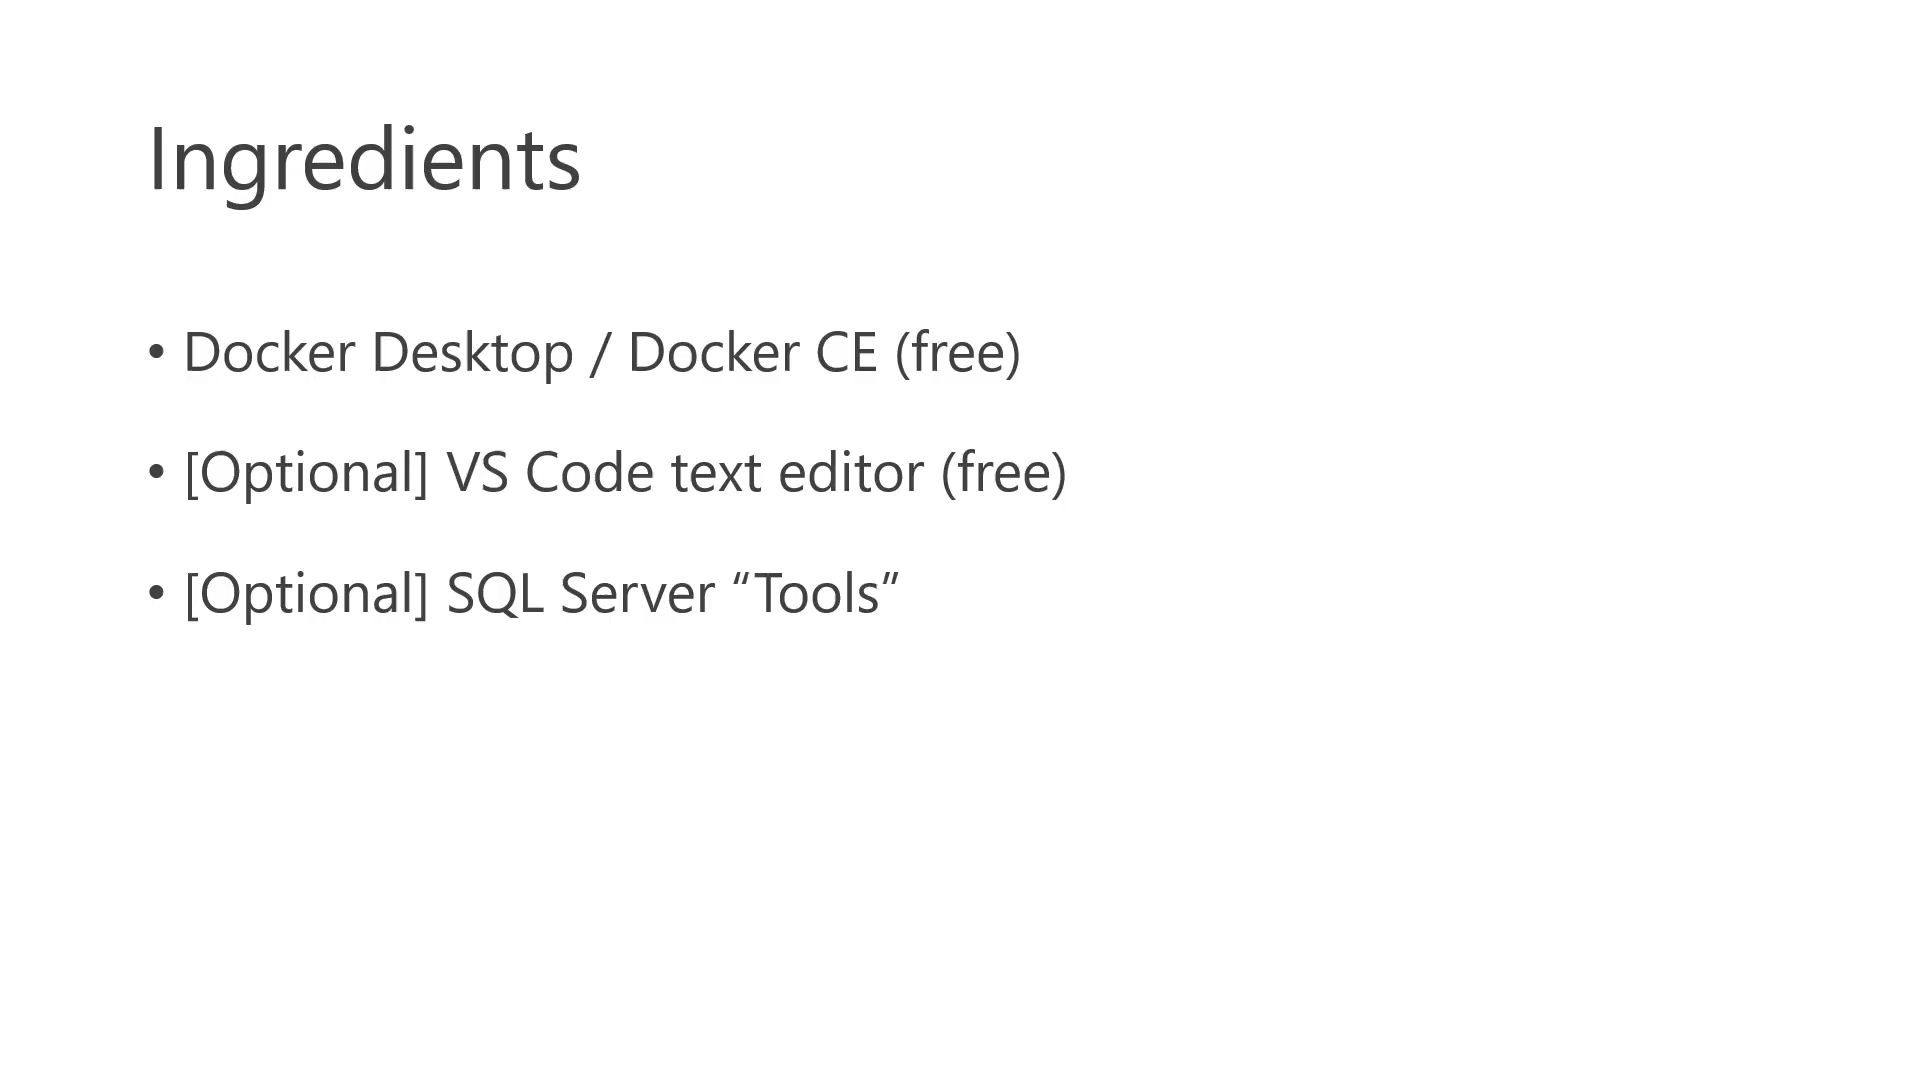 Ingredients
• Docker Desktop / Docker CE (free)
• [Optional] VS Code text editor (free)
• [Optional] SQL Server “Tools”